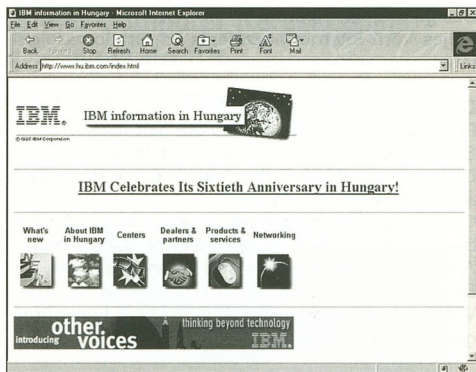 IBM information in Hungary - Microsoft Internet Explorer
File Edit View Go Favorites Help
Back Forward Stop Refresh Home Search Favorites Print Font Mail
Address http://www.hu.ibm.com/index.html Links
IBM® IBM information in Hungary
© 1995 IBM Corporation
IBM Celebrates Its Sixtieth Anniversary in Hungary!
What's new About IBM in Hungary Centers Dealers & partners Products & services Networking
introducing other. voices thinking beyond technology IBM.